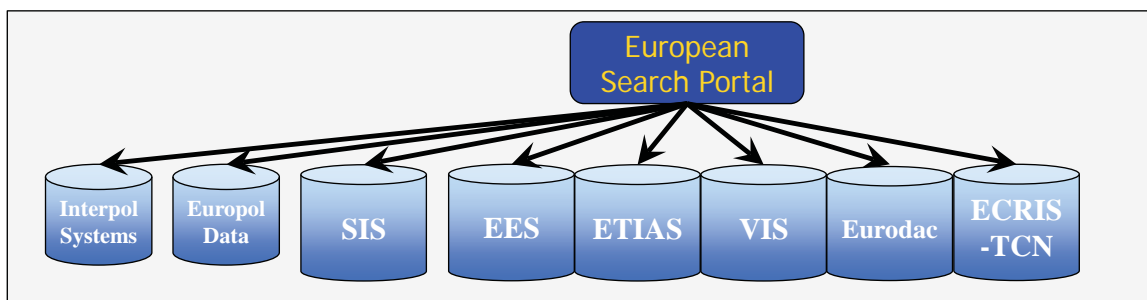 European
Search Portal
Interpol
Systems
Europol
Data
SIS
EES
ETIAS
VIS
Eurodac
ECRIS
-TCN